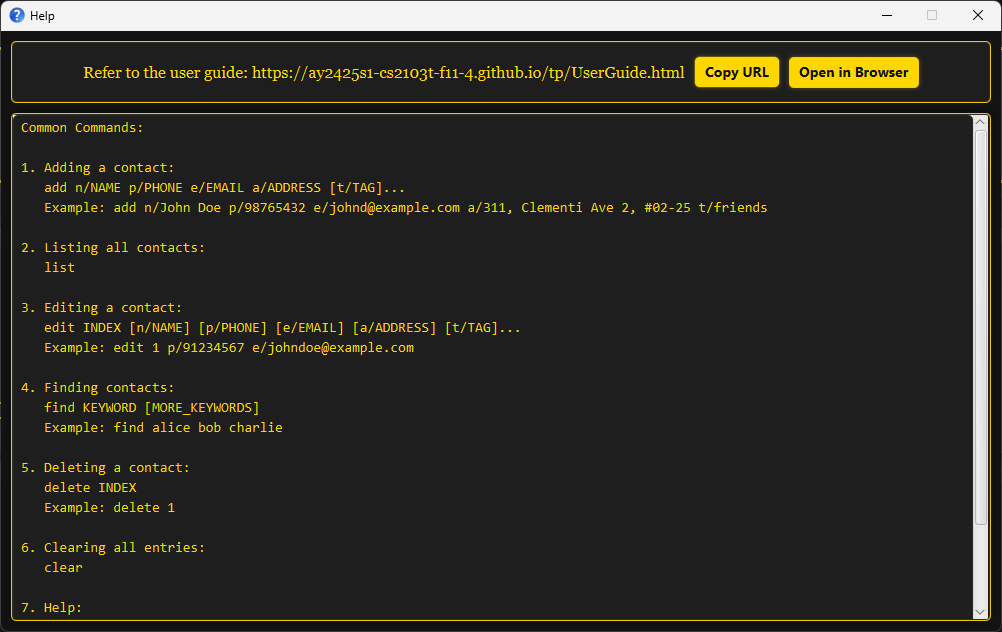 Help
Refer to the user guide: https://ay2425s1-cs2103t-f11-4.github.io/tp/UserGuide.html
Copy URL
Open in Browser
Common Commands:
1. Adding a contact:
add n/NAME p/PHONE e/EMAIL a/ADDRESS [t/TAG]...
Example: add n/John Doe p/98765432 e/johnd@example.com a/311, Clementi Ave 2, #02-25 t/friends
2. Listing all contacts:
list
3. Editing a contact:
edit INDEX [n/NAME] [p/PHONE] [e/EMAIL] [a/ADDRESS] [t/TAG]...
Example: edit 1 p/91234567 e/johndoe@example.com
4. Finding contacts:
find KEYWORD [MORE_KEYWORDS]
Example: find alice bob charlie
5. Deleting a contact:
delete INDEX
Example: delete 1
6. Clearing all entries:
clear
7. Help: